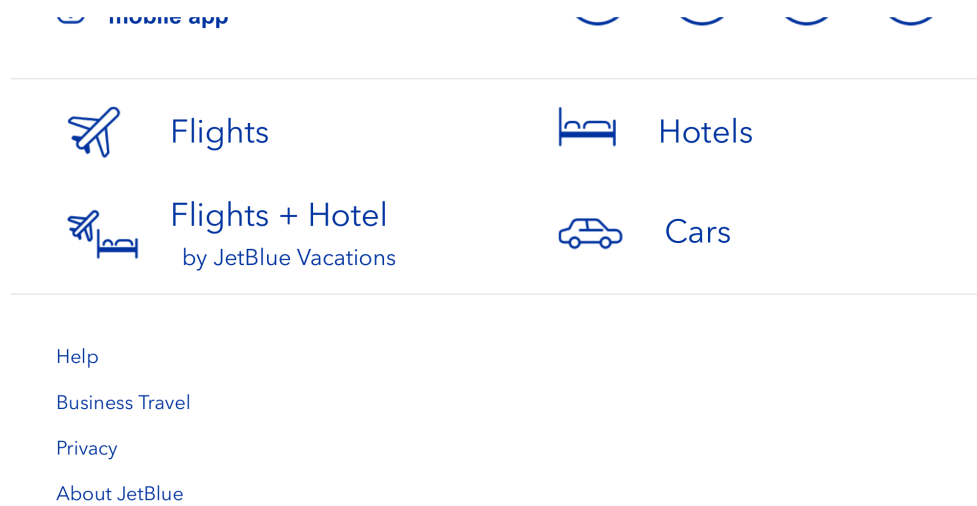 mobile app
Flights
Hotels
Flights + Hotel
by JetBlue Vacations
Cars
Help
Business Travel
Privacy
About JetBlue